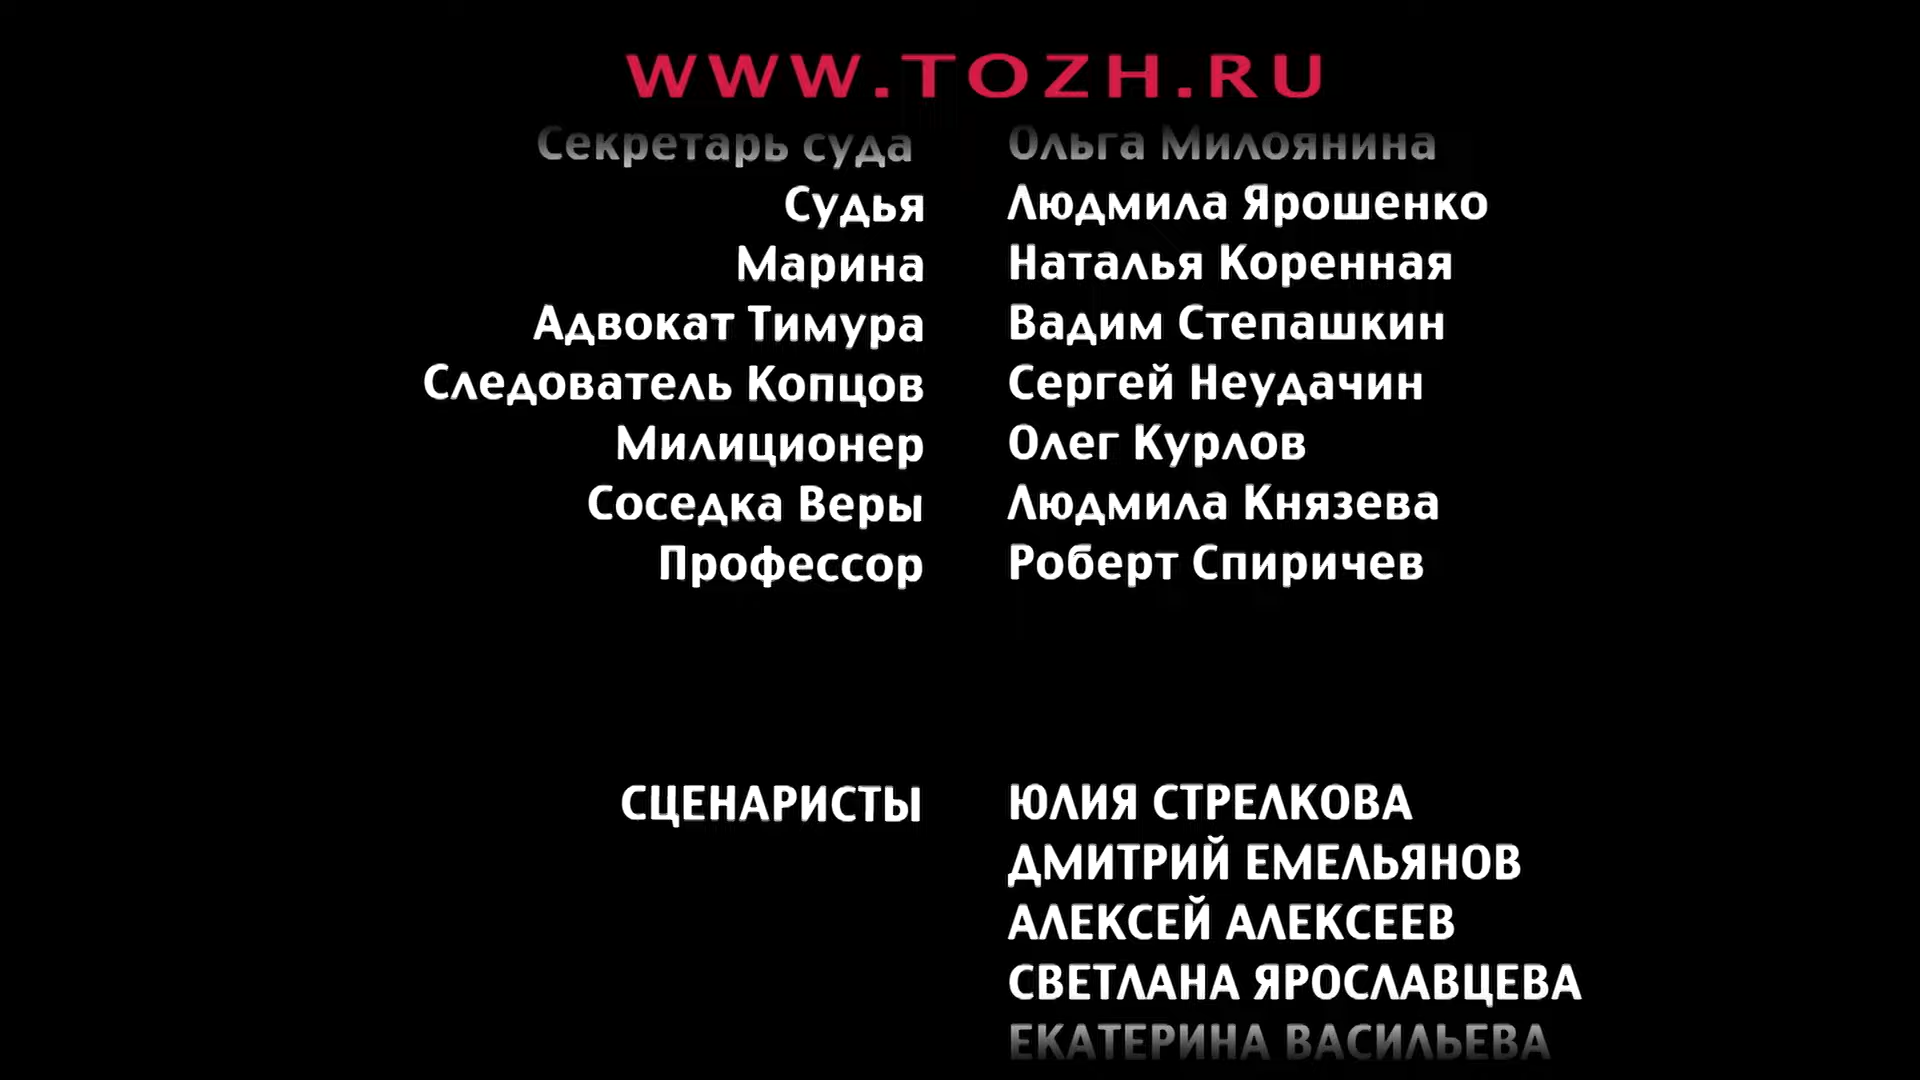 WWW.TOZH.RU
Секретарь суда Ольга Милоянина
Судья Людмила Ярошенко
Марина Наталья Коренная
Адвокат Тимура Вадим Степашкин
Следователь Копцов Сергей Неудачин
Милиционер Олег Курлов
Соседка Веры Людмила Князева
Профессор Роберт Спиричев
СЦЕНАРИСТЫ ЮЛИЯ СТРЕЛКОВА
ДМИТРИЙ ЕМЕЛЬЯНОВ
АЛЕКСЕЙ АЛЕКСЕЕВ
СВЕТЛАНА ЯРОСЛАВЦЕВА
ЕКАТЕРИНА ВАСИЛЬЕВА